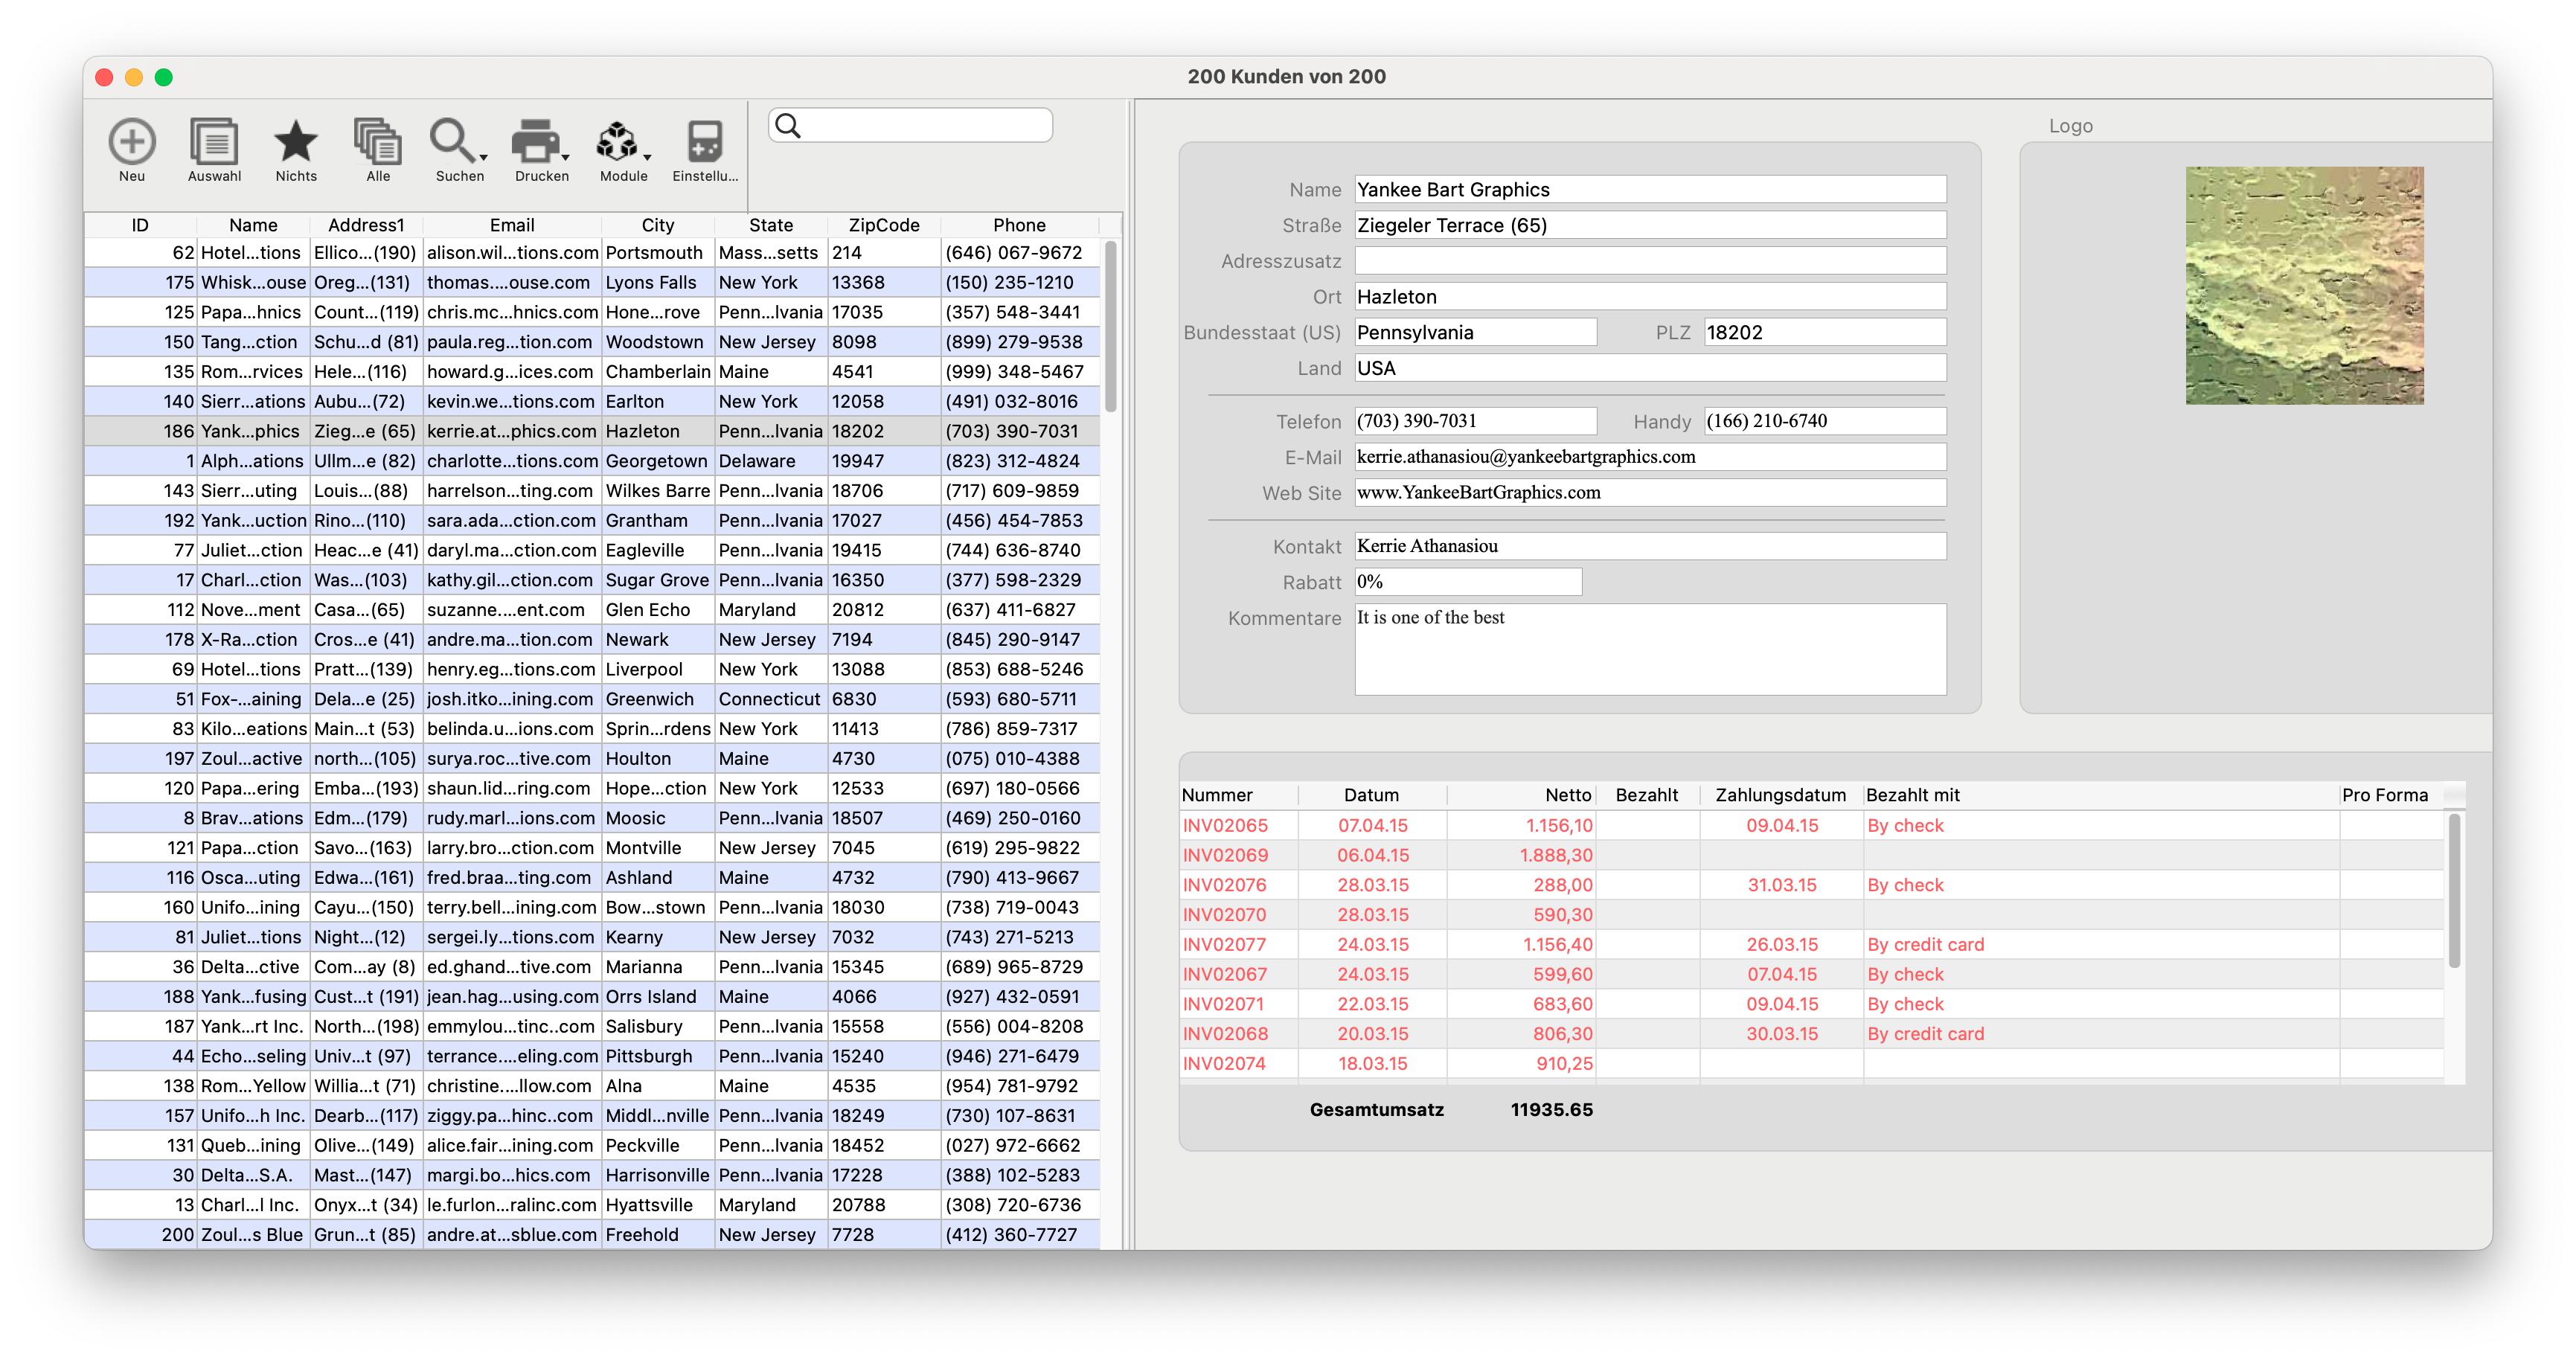 200 Kunden von 200
Neu Auswahl Nichts Alle Suchen Drucken Module Einstellu...
ID Name Address1 Email City State ZipCode Phone
62 Hotel...tions Ellico...(190) alison.wil...tions.com Portsmouth Mass...setts 214 (646) 067-9672
175 Whisk...ouse Oreg...(131) thomas....ouse.com Lyons Falls New York 13368 (150) 235-1210
125 Papa...hnics Count...(119) chris.mc...hnics.com Hone...rove Penn...lvania 17035 (357) 548-3441
150 Tang...ction Schu...d (81) paula.reg...tion.com Woodstown New Jersey 8098 (899) 279-9538
135 Rom...rvices Hele...(116) howard.g...ices.com Chamberlain Maine 4541 (999) 348-5467
140 Sierr...ations Aubu...(72) kevin.we...tions.com Earlton New York 12058 (491) 032-8016
186 Yank...phics Zieg...e (65) kerrie.at...phics.com Hazleton Penn...lvania 18202 (703) 390-7031
1 Alph...ations Ullm...e (82) charlotte...tions.com Georgetown Delaware 19947 (823) 312-4824
143 Sierr...uting Louis...(88) harrelson...ting.com Wilkes Barre Penn...lvania 18706 (717) 609-9859
192 Yank...uction Rino...(110) sara.ada...ction.com Grantham Penn...lvania 17027 (456) 454-7853
77 Juliet...ction Heac...e (41) daryl.ma...ction.com Eagleville Penn...lvania 19415 (744) 636-8740
17 Charl...ction Was...(103) kathy.gil...ction.com Sugar Grove Penn...lvania 16350 (377) 598-2329
112 Nove...ment Casa...(65) suzanne....ent.com Glen Echo Maryland 20812 (637) 411-6827
178 X-Ra...ction Cros...e (41) andre.ma...tion.com Newark New Jersey 7194 (845) 290-9147
69 Hotel...tions Pratt...(139) henry.eg...tions.com Liverpool New York 13088 (853) 688-5246
51 Fox-...aining Dela...e (25) josh.itko...ining.com Greenwich Connecticut 6830 (593) 680-5711
83 Kilo...eations Main...t (53) belinda.u...ions.com Sprin...rdens New York 11413 (786) 859-7317
197 Zoul...active north...(105) surya.roc...tive.com Houlton Maine 4730 (075) 010-4388
120 Papa...ering Emba...(193) shaun.lid...ring.com Hope...ction New York 12533 (697) 180-0566
8 Brav...ations Edm...(179) rudy.marl...ions.com Moosic Penn...lvania 18507 (469) 250-0160
121 Papa...ction Savo...(163) larry.bro...ction.com Montville New Jersey 7045 (619) 295-9822
116 Osca...uting Edwa...(161) fred.braa...ting.com Ashland Maine 4732 (790) 413-9667
160 Unifo...ining Cayu...(150) terry.bell...ining.com Bow...stown Penn...lvania 18030 (738) 719-0043
81 Juliet...tions Night...(12) sergei.ly...tions.com Kearny New Jersey 7032 (743) 271-5213
36 Delta...ctive Com...ay (8) ed.ghand...tive.com Marianna Penn...lvania 15345 (689) 965-8729
188 Yank...fusing Cust...t (191) jean.hag...using.com Orrs Island Maine 4066 (927) 432-0591
187 Yank...rt Inc. North...(198) emmylou...tinc..com Salisbury Penn...lvania 15558 (556) 004-8208
44 Echo...seling Univ...t (97) terrance....eling.com Pittsburgh Penn...lvania 15240 (946) 271-6479
138 Rom...Yellow Willia...t (71) christine....llow.com Alna Maine 4535 (954) 781-9792
157 Unifo...h Inc. Dearb...(117) ziggy.pa...hinc..com Middl...nville Penn...lvania 18249 (730) 107-8631
131 Queb...ining Olive...(149) alice.fair...ining.com Peckville Penn...lvania 18452 (027) 972-6662
30 Delta...S.A. Mast...(147) margi.bo...hics.com Harrisonville Penn...lvania 17228 (388) 102-5283
13 Charl...l Inc. Onyx...t (34) le.furlon...ralinc.com Hyattsville Maryland 20788 (308) 720-6736
200 Zoul...s Blue Grun...t (85) andre.at...sblue.com Freehold New Jersey 7728 (412) 360-7727
Logo
Name Yankee Bart Graphics
Straße Ziegeler Terrace (65)
Adresszusatz
Ort Hazleton
Bundesstaat (US) Pennsylvania PLZ 18202
Land USA
Telefon (703) 390-7031 Handy (166) 210-6740
E-Mail kerrie.athanasiou@yankeebartgraphics.com
Web Site www.YankeeBartGraphics.com
Kontakt Kerrie Athanasiou
Rabatt 0%
Kommentare It is one of the best
Nummer Datum Netto Bezahlt Zahlungsdatum Bezahlt mit Pro Forma
INV02065 07.04.15 1.156,10 09.04.15 By check
INV02069 06.04.15 1.888,30
INV02076 28.03.15 288,00 31.03.15 By check
INV02070 28.03.15 590,30
INV02077 24.03.15 1.156,40 26.03.15 By credit card
INV02067 24.03.15 599,60 07.04.15 By check
INV02071 22.03.15 683,60 09.04.15 By check
INV02068 20.03.15 806,30 30.03.15 By credit card
INV02074 18.03.15 910,25
Gesamtumsatz 11935.65